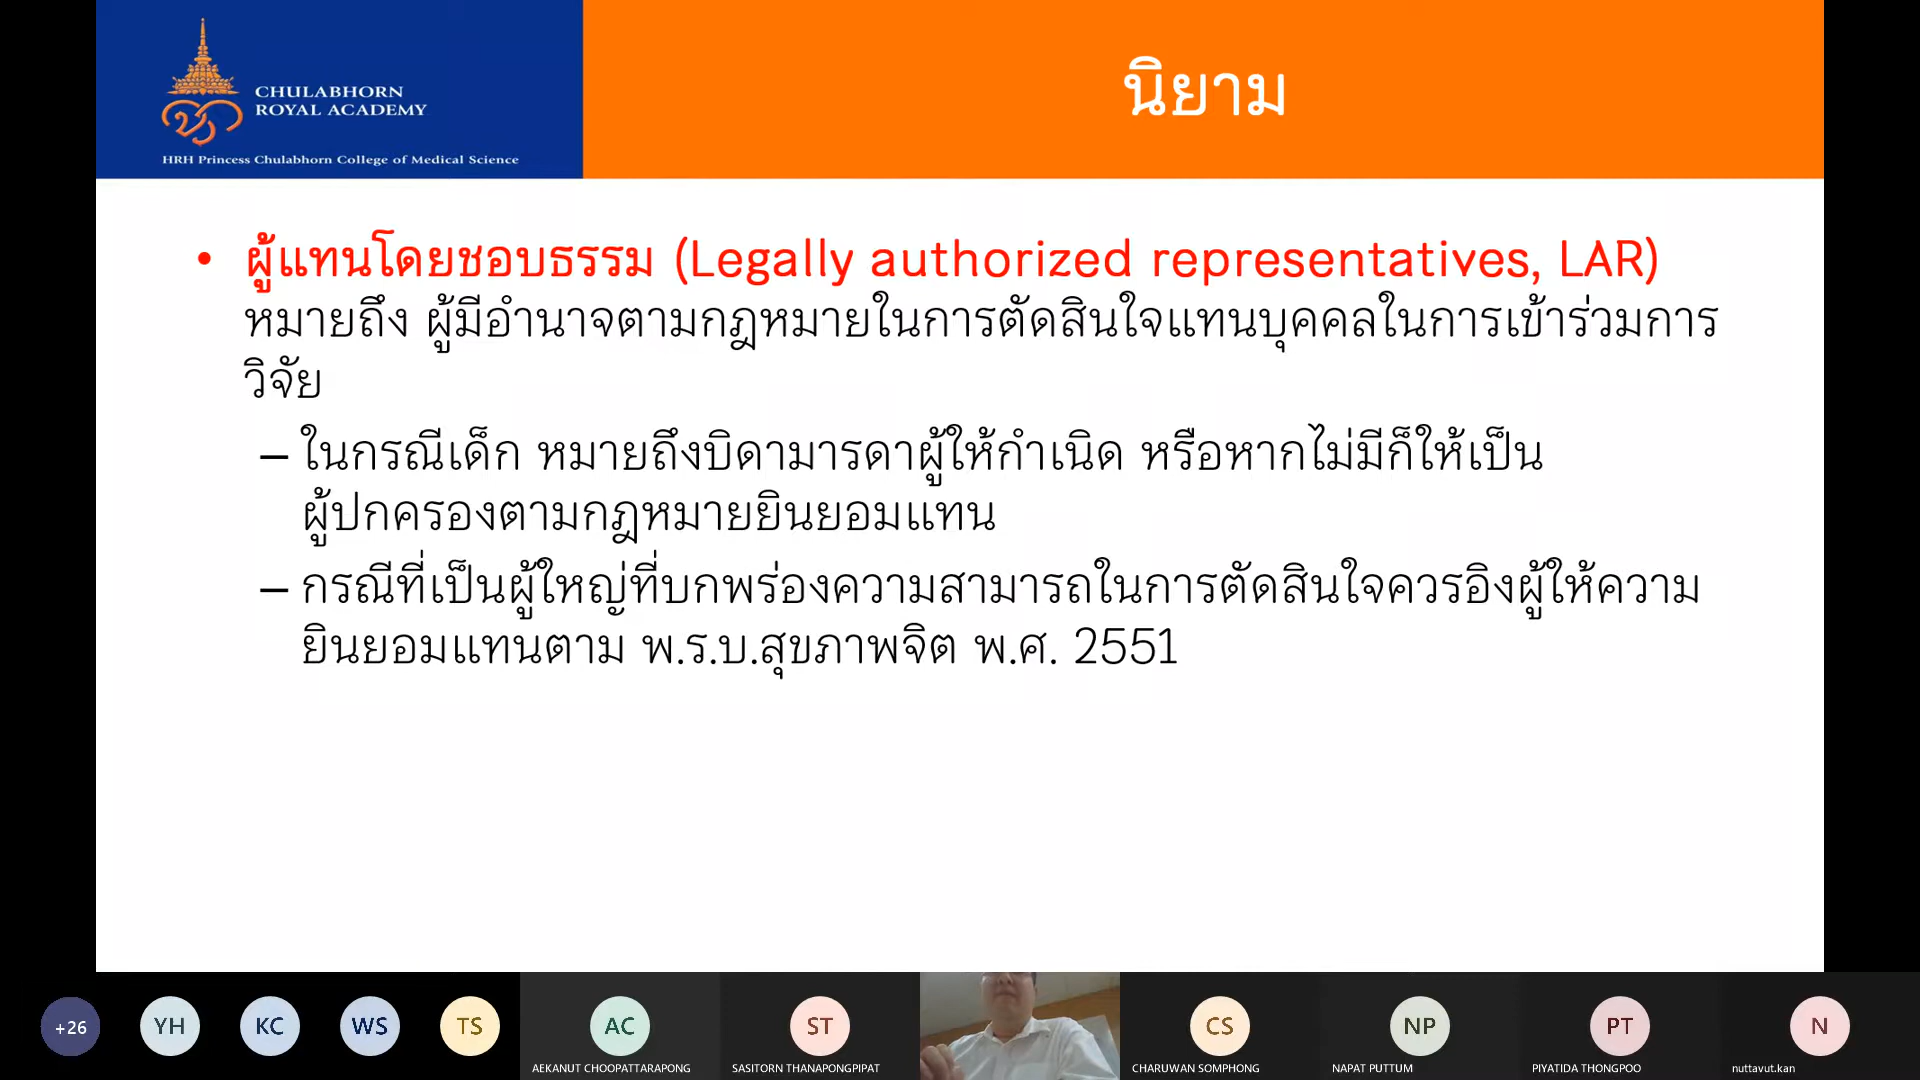 CHULABHORN
ROYAL ACADEMY
HRH Princess Chulabhorn College of Medical Science
นิยาม
• ผู้แทนโดยชอบธรรม (Legally authorized representatives, LAR)
หมายถึง ผู้มีอำนาจตามกฎหมายในการตัดสินใจแทนบุคคลในการเข้าร่วมการ
วิจัย
– ในกรณีเด็ก หมายถึงบิดามารดาผู้ให้กำเนิด หรือหากไม่มีก็ให้เป็น
ผู้ปกครองตามกฎหมายยินยอมแทน
– กรณีที่เป็นผู้ใหญ่ที่บกพร่องความสามารถในการตัดสินใจควรอิงผู้ให้ความ
ยินยอมแทนตาม พ.ร.บ.สุขภาพจิต พ.ศ. 2551
+26
YH
KC
WS
TS
AC
AEKANUT CHOOPATTARAPONG
ST
SASITORN THANAPONGPIPAT
CS
CHARUWAN SOMPHONG
NP
NAPAT PUTTUM
PT
PIYATIDA THONGPOO
N
nuttavut.kan